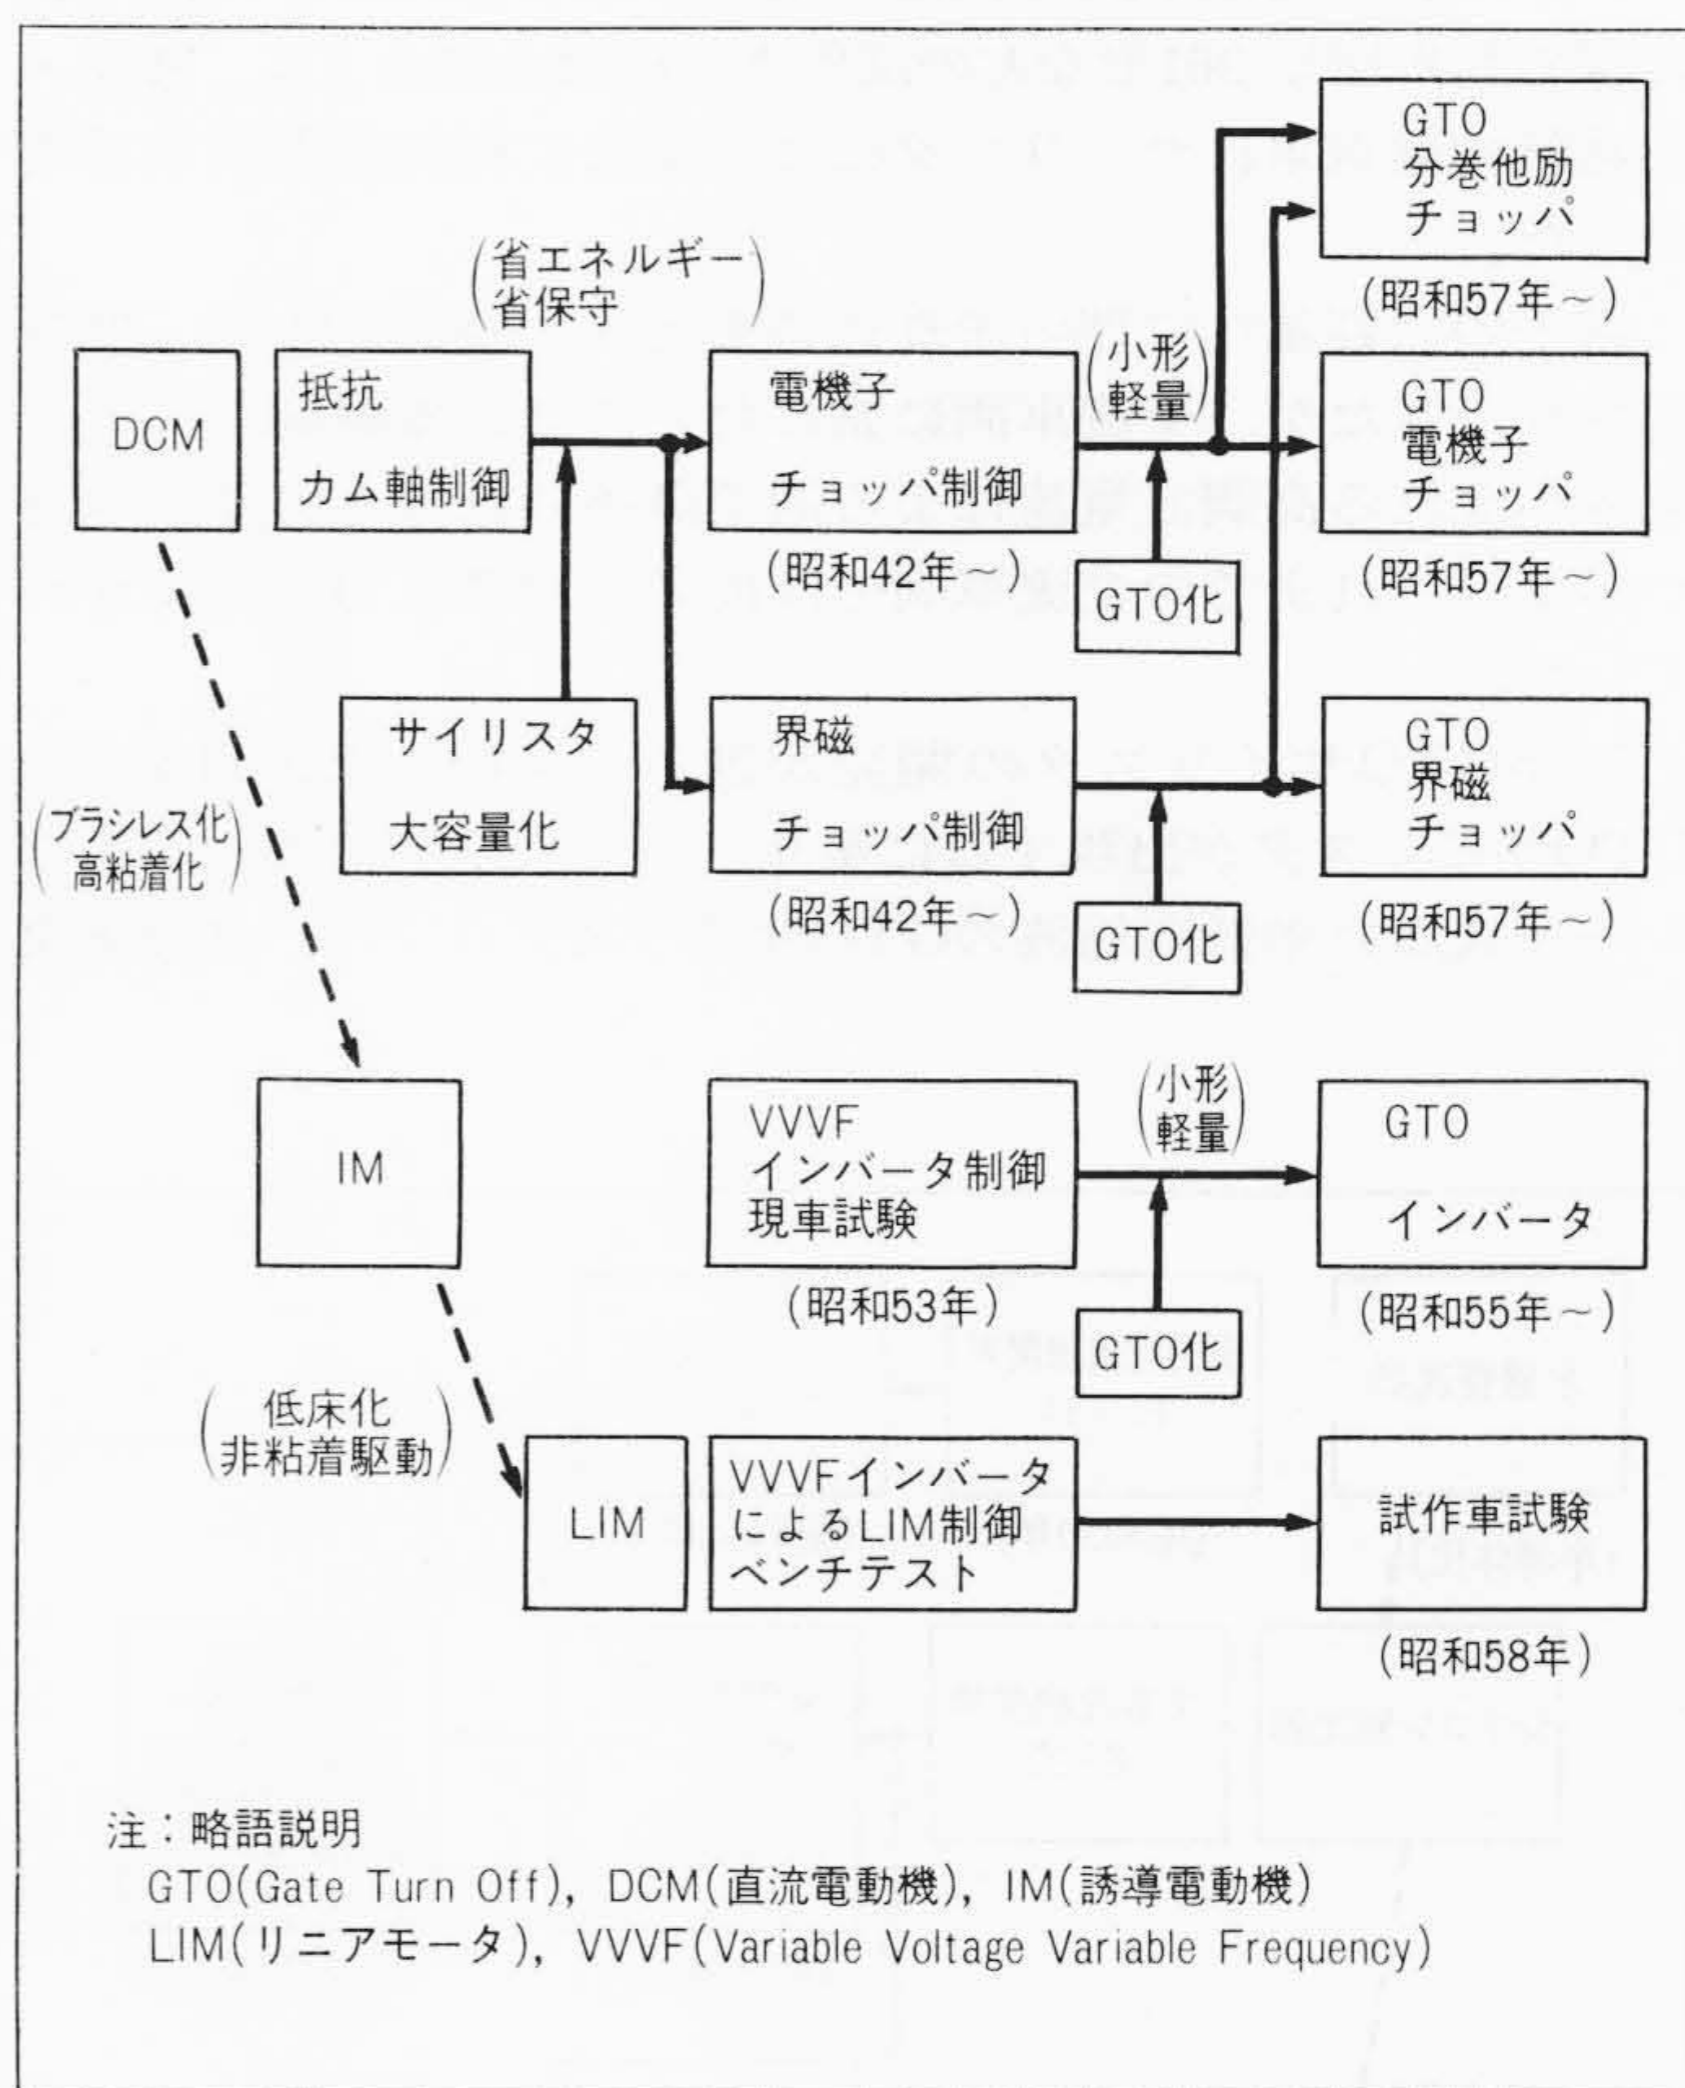 GTO
分巻他励
チョッパ
(昭和57年～)
(省エネルギー
省保守)
DCM
抵抗
カム軸制御
電機子
チョッパ制御
(昭和42年～)
(小形
軽量)
GTO
電機子
チョッパ
(昭和57年～)
GTO化
サイリスタ
大容量化
界磁
チョッパ制御
(昭和42年～)
GTO
界磁
チョッパ
(昭和57年～)
GTO化
(ブラシレス化
高粘着化)
IM
VVVF
インバータ制御
現車試験
(昭和53年)
(小形
軽量)
GTO
インバータ
(昭和55年～)
GTO化
(低床化
非粘着駆動)
LIM
VVVFインバータ
によるLIM制御
ベンチテスト
試作車試験
(昭和58年)
注：略語説明
GTO(Gate Turn Off), DCM(直流電動機), IM(誘導電動機)
LIM(リニアモータ), VVVF(Variable Voltage Variable Frequency)